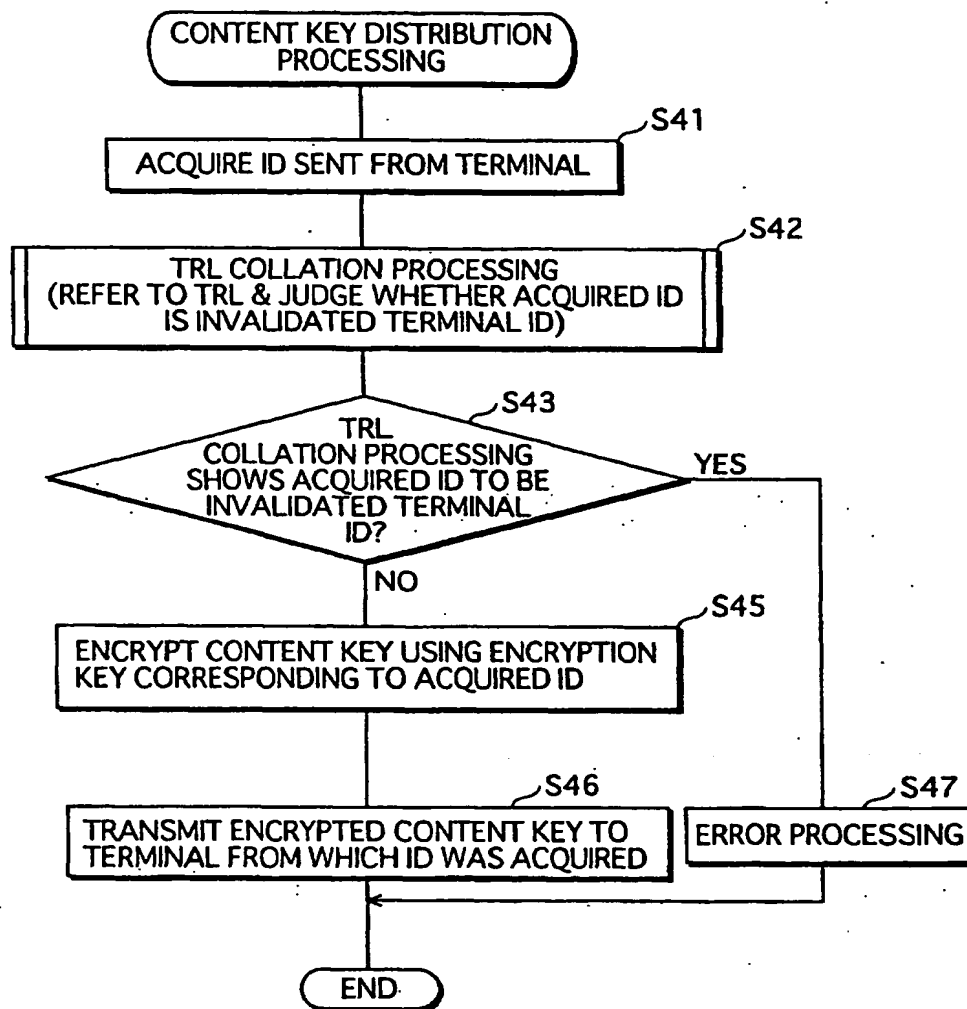 CONTENT KEY DISTRIBUTION
PROCESSING
S41
ACQUIRE ID SENT FROM TERMINAL
S42
TRL COLLATION PROCESSING
(REFER TO TRL & JUDGE WHETHER ACQUIRED ID
IS INVALIDATED TERMINAL ID)
S43
TRL
COLLATION PROCESSING
SHOWS ACQUIRED ID TO BE
INVALIDATED TERMINAL
ID?
YES
NO
S45
ENCRYPT CONTENT KEY USING ENCRYPTION
KEY CORRESPONDING TO ACQUIRED ID
S46
TRANSMIT ENCRYPTED CONTENT KEY TO
TERMINAL FROM WHICH ID WAS ACQUIRED
S47
ERROR PROCESSING
END